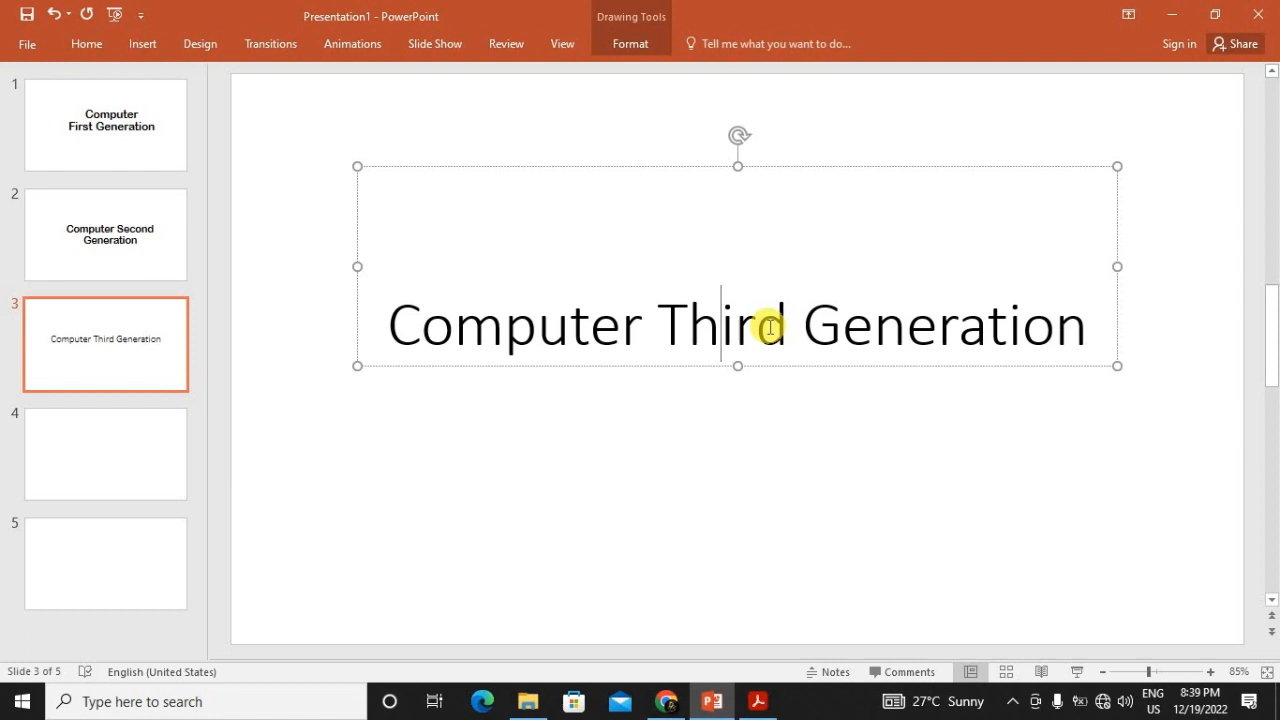 Presentation1 - PowerPoint
Drawing Tools
File
Home
Insert
Design
Transitions
Animations
Slide Show
Review
View
Format
Tell me what you want to do...
Sign in
Share
1
Computer
First Generation
2
Computer Second
Generation
3
Computer Third Generation
4
5
Computer Third Generation
Slide 3 of 5
English (United States)
Notes
Comments
85%
Type here to search
27°C Sunny
ENG
US
8:39 PM
12/19/2022